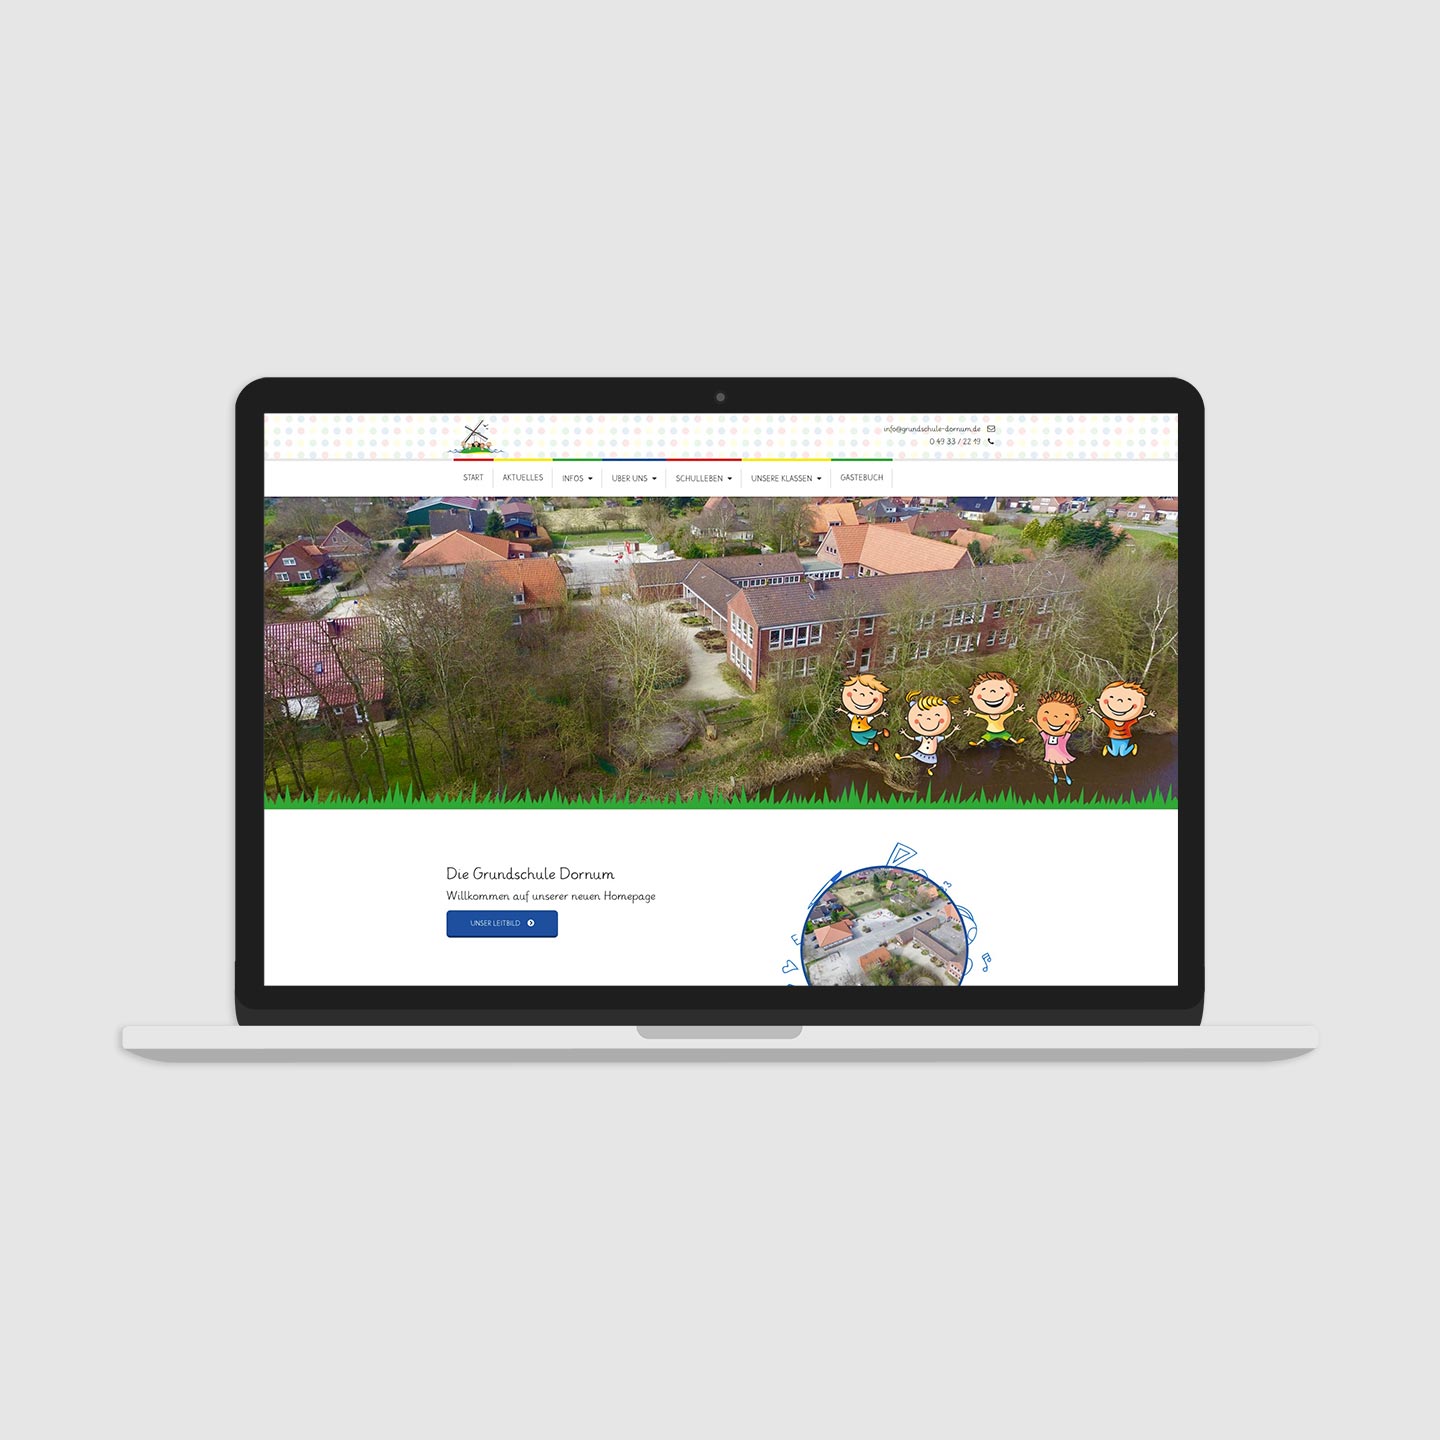 info@grundschule-dornum.de
0 49 33 / 22 19
START AKTUELLES INFOS ÜBER UNS SCHULLEBEN UNSERE KLASSEN GÄSTEBUCH
Die Grundschule Dornum
Willkommen auf unserer neuen Homepage
UNSER LEITBILD